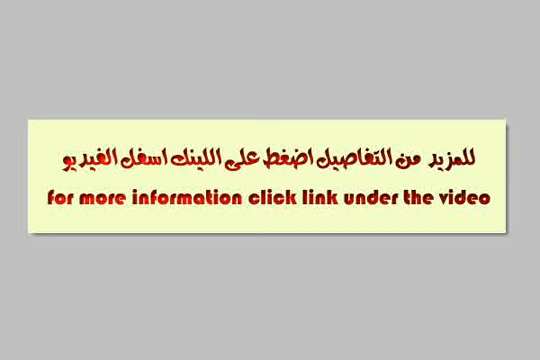 للمزيد من التفاصيل اضغط على اللينك اسفل الفيديو
for more information click link under the video